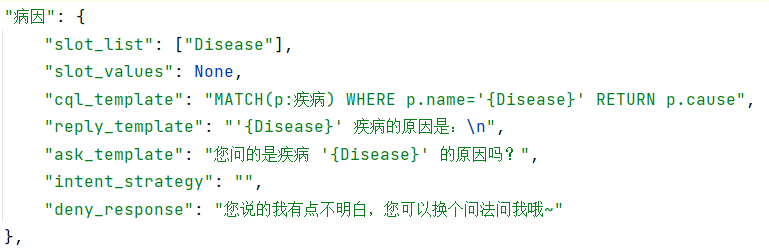 "病因": {
    "slot_list": ["Disease"],
    "slot_values": None,
    "cql_template": "MATCH(p:疾病) WHERE p.name='{Disease}' RETURN p.cause",
    "reply_template": "'{Disease}' 疾病的原因是：\n",
    "ask_template": "您问的是疾病 '{Disease}' 的原因吗？",
    "intent_strategy": "",
    "deny_response": "您说的我有点不明白，您可以换个问法问我哦~"
},